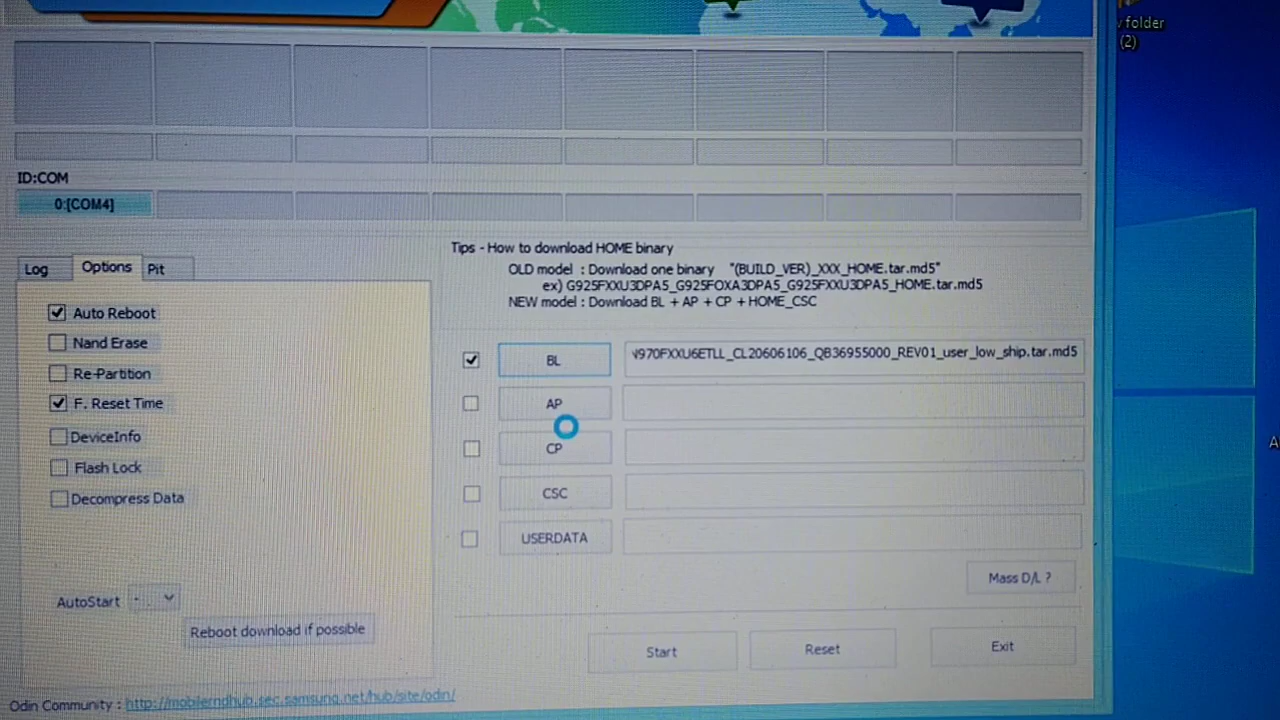 folder
(2)
ID:COM
0:[COM4]
Log
Options
Pit
Auto Reboot
Nand Erase
Re-Partition
F. Reset Time
DeviceInfo
Flash Lock
Decompress Data
AutoStart : -
Reboot download if possible
Odin Community : http://mobilerndhub.sec.samsung.net/hub/site/odin/
Tips - How to download HOME binary
OLD model : Download one binary "(BUILD_VER)_XXX_HOME.tar.md5"
ex) G925FXXU3DPA5_G925FOXA3DPA5_G925FXXU3DPA5_HOME.tar.md5
NEW model : Download BL + AP + CP + HOME_CSC
BL
N970FXXU6ETLL_CL20606106_QB36955000_REV01_user_low_ship.tar.md5
AP
CP
CSC
USERDATA
Mass D/L ?
Start
Reset
Exit
A